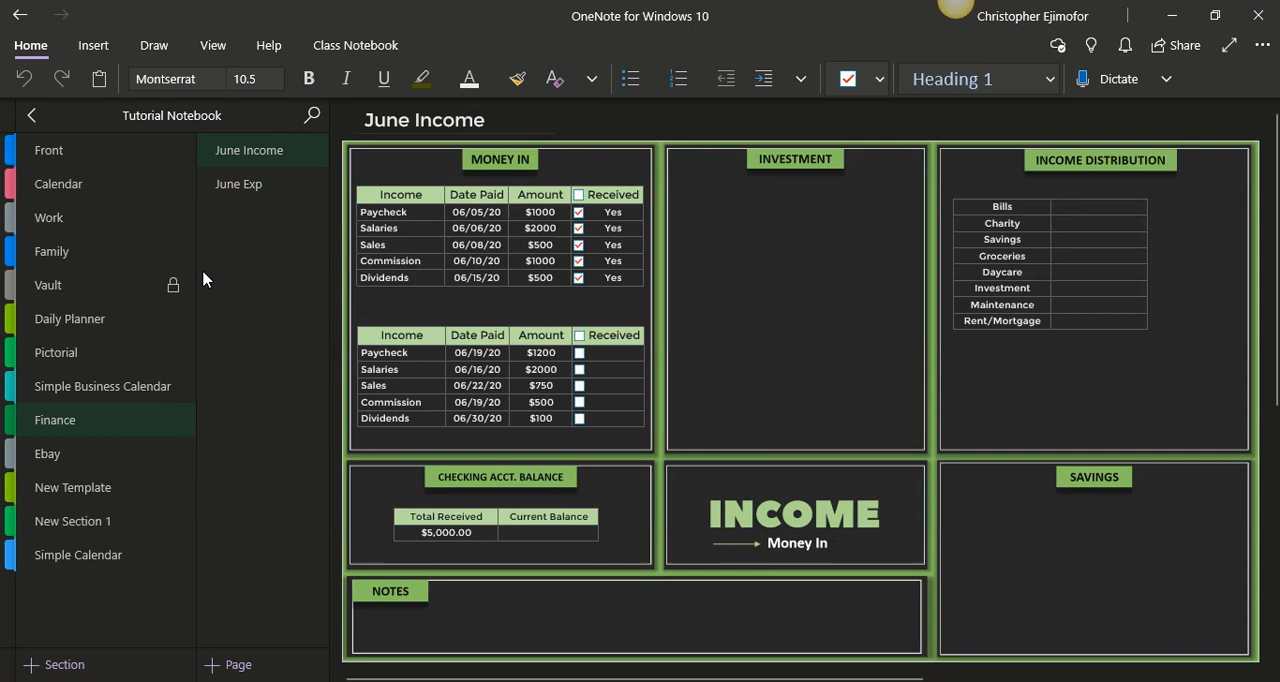 OneNote for Windows 10
Christopher Ejimofor
Home Insert Draw View Help Class Notebook
Share
Montserrat 10.5 B I U A A Heading 1 Dictate
Tutorial Notebook
Front
Calendar
Work
Family
Vault
Daily Planner
Pictorial
Simple Business Calendar
Finance
Ebay
New Template
New Section 1
Simple Calendar
Section
June Income
June Exp
Page
June Income
MONEY IN
Income Date Paid Amount Received
Paycheck 06/05/20 $1000 Yes
Salaries 06/06/20 $2000 Yes
Sales 06/08/20 $500 Yes
Commission 06/10/20 $1000 Yes
Dividends 06/15/20 $500 Yes
Income Date Paid Amount Received
Paycheck 06/19/20 $1200
Salaries 06/16/20 $2000
Sales 06/22/20 $750
Commission 06/19/20 $500
Dividends 06/30/20 $100
INVESTMENT
INCOME DISTRIBUTION
Bills
Charity
Savings
Groceries
Daycare
Investment
Maintenance
Rent/Mortgage
CHECKING ACCT. BALANCE
Total Received Current Balance
$5,000.00
INCOME
Money In
SAVINGS
NOTES